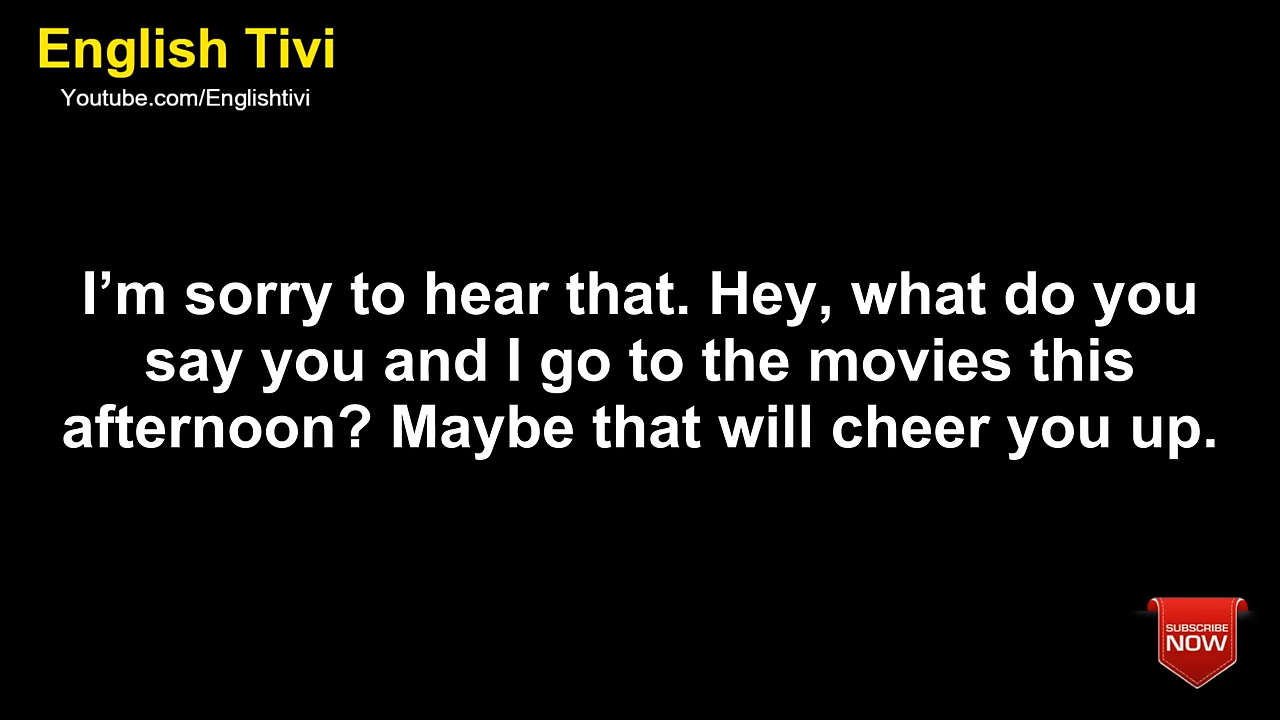 English Tivi
Youtube.com/Englishtivi
I’m sorry to hear that. Hey, what do you
say you and I go to the movies this
afternoon? Maybe that will cheer you up.
SUBSCRIBE
NOW